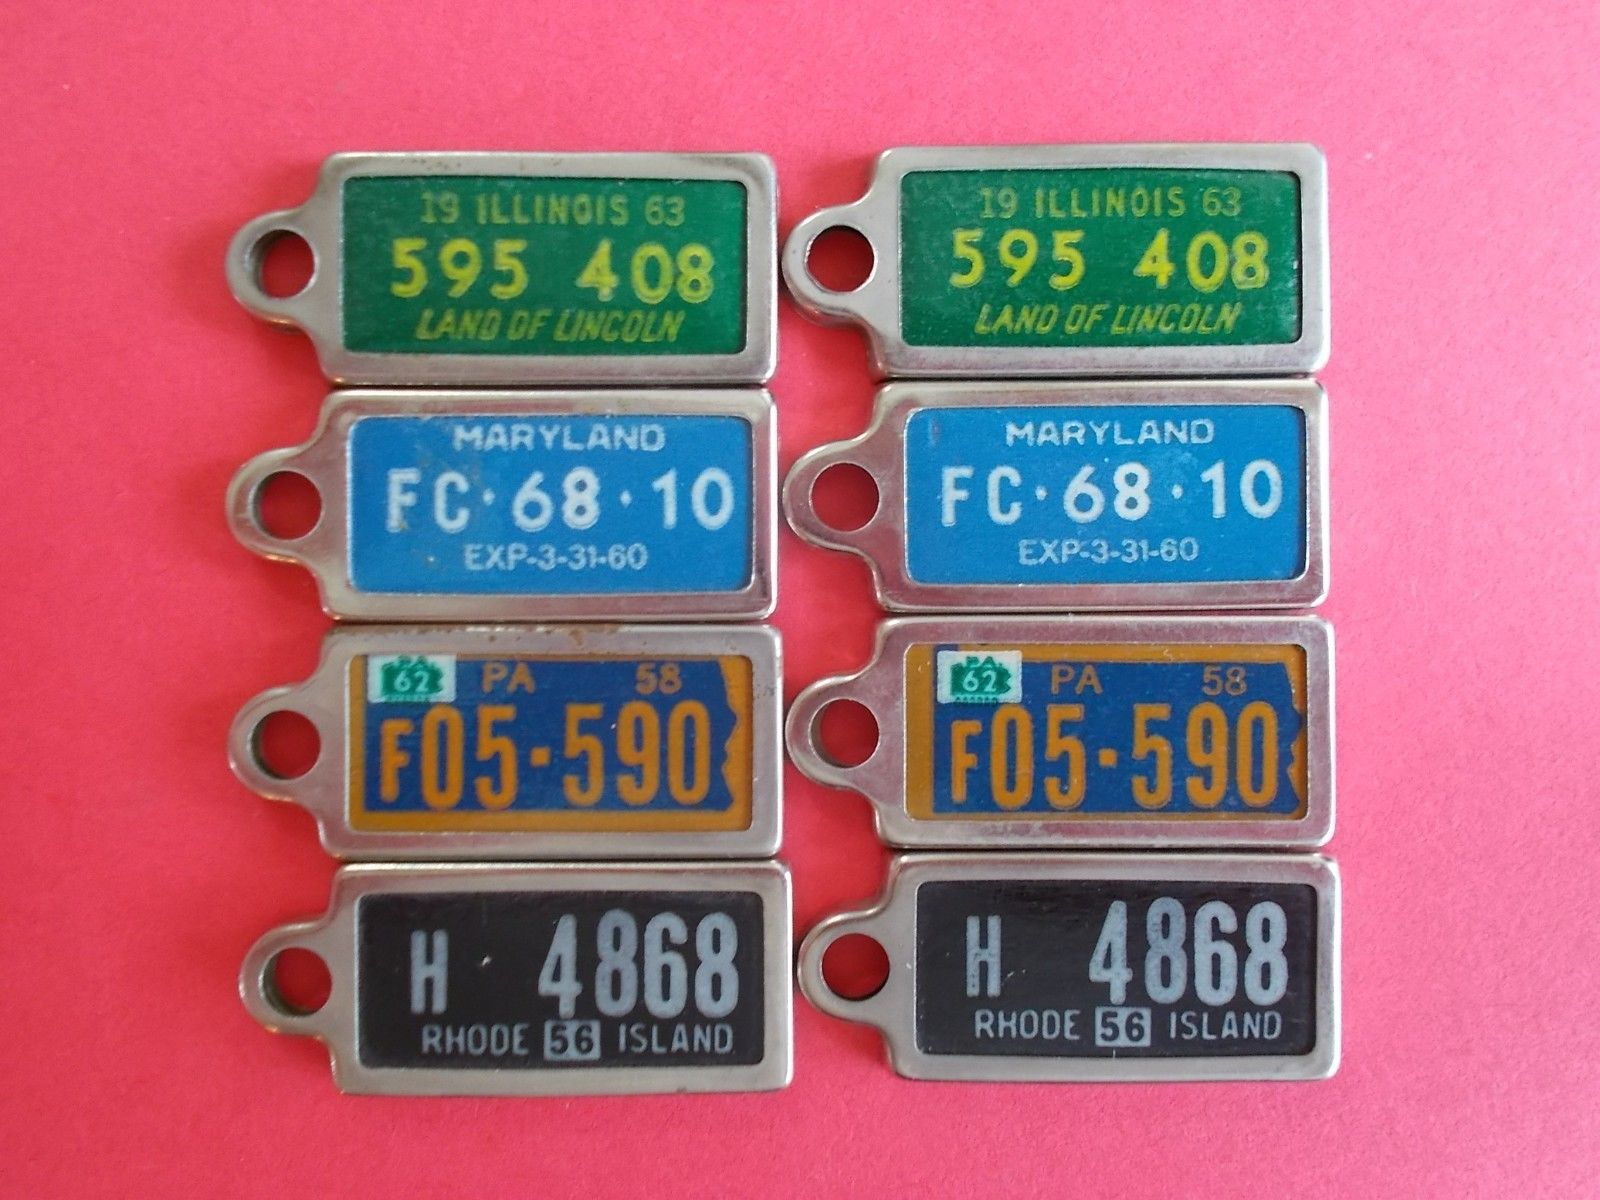 19 ILLINOIS 63
595 408
LAND OF LINCOLN
19 ILLINOIS 63
595 408
LAND OF LINCOLN
MARYLAND
FC·68·10
EXP-3-31-60
MARYLAND
FC·68·10
EXP-3-31-60
PA 62 PA 58
F05·590
PA 62 PA 58
F05·590
H 4868
RHODE 56 ISLAND
H 4868
RHODE 56 ISLAND